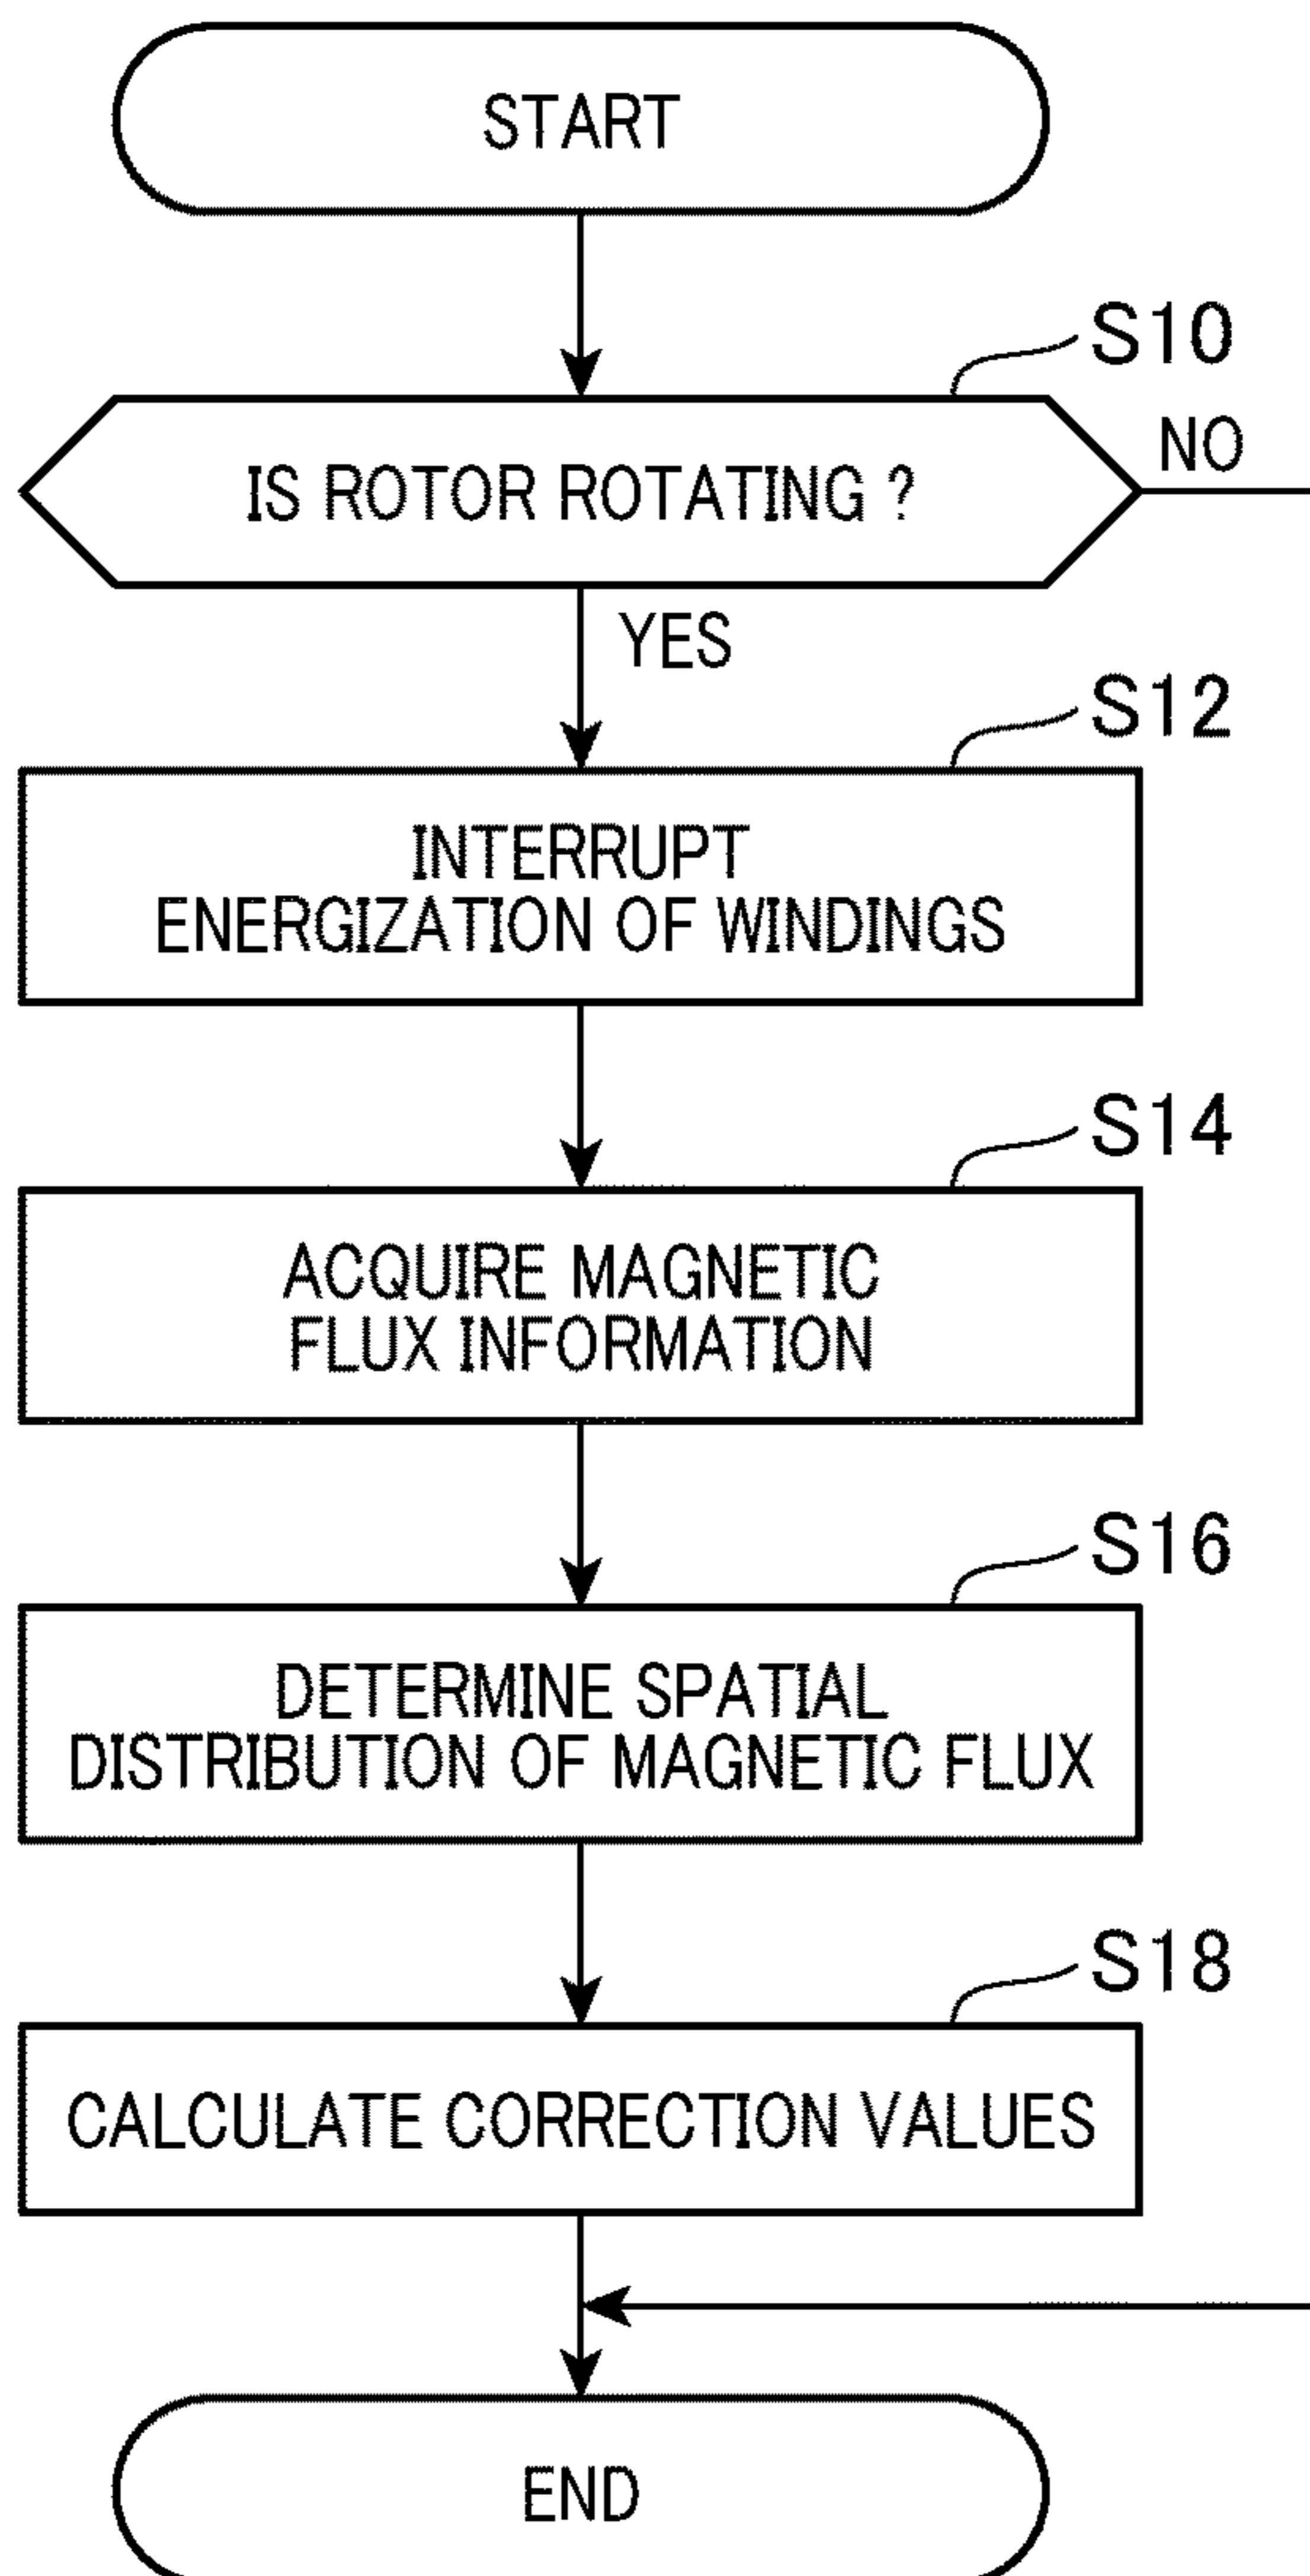 START
S10
IS ROTOR ROTATING ?
NO
YES
S12
INTERRUPT
ENERGIZATION OF WINDINGS
S14
ACQUIRE MAGNETIC
FLUX INFORMATION
S16
DETERMINE SPATIAL
DISTRIBUTION OF MAGNETIC FLUX
S18
CALCULATE CORRECTION VALUES
END